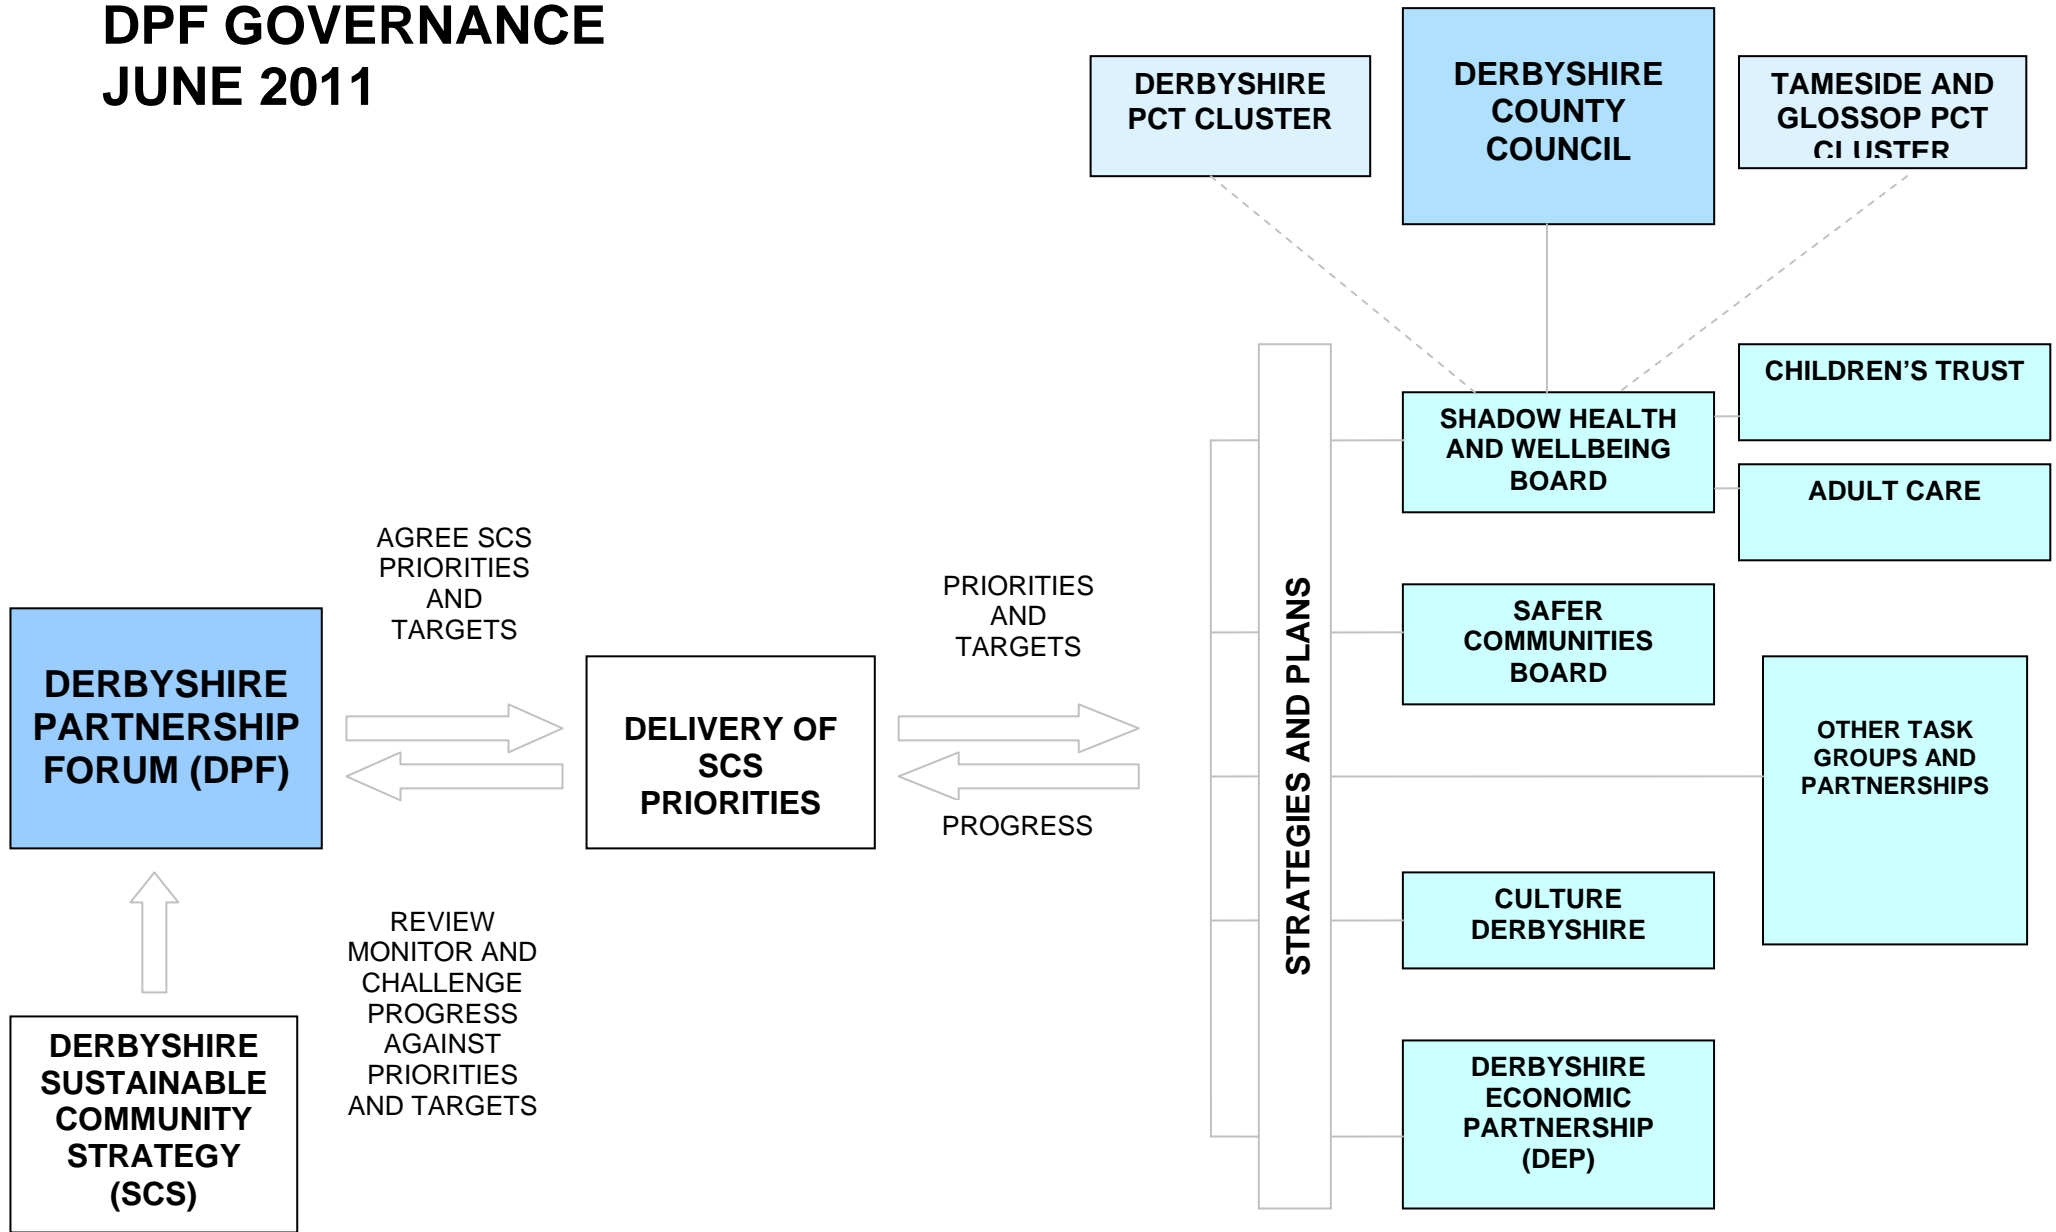 DPF GOVERNANCE
JUNE 2011
DERBYSHIRE
PCT CLUSTER
DERBYSHIRE
COUNTY
COUNCIL
TAMESIDE AND
GLOSSOP PCT
CLUSTER
CHILDREN’S TRUST
SHADOW HEALTH
AND WELLBEING
BOARD
ADULT CARE
AGREE SCS
PRIORITIES
AND
TARGETS
PRIORITIES
AND
TARGETS
STRATEGIES AND PLANS
SAFER
COMMUNITIES
BOARD
DERBYSHIRE
PARTNERSHIP
FORUM (DPF)
DELIVERY OF
SCS
PRIORITIES
OTHER TASK
GROUPS AND
PARTNERSHIPS
PROGRESS
CULTURE
DERBYSHIRE
REVIEW
MONITOR AND
CHALLENGE
PROGRESS
AGAINST
PRIORITIES
AND TARGETS
DERBYSHIRE
SUSTAINABLE
COMMUNITY
STRATEGY
(SCS)
DERBYSHIRE
ECONOMIC
PARTNERSHIP
(DEP)